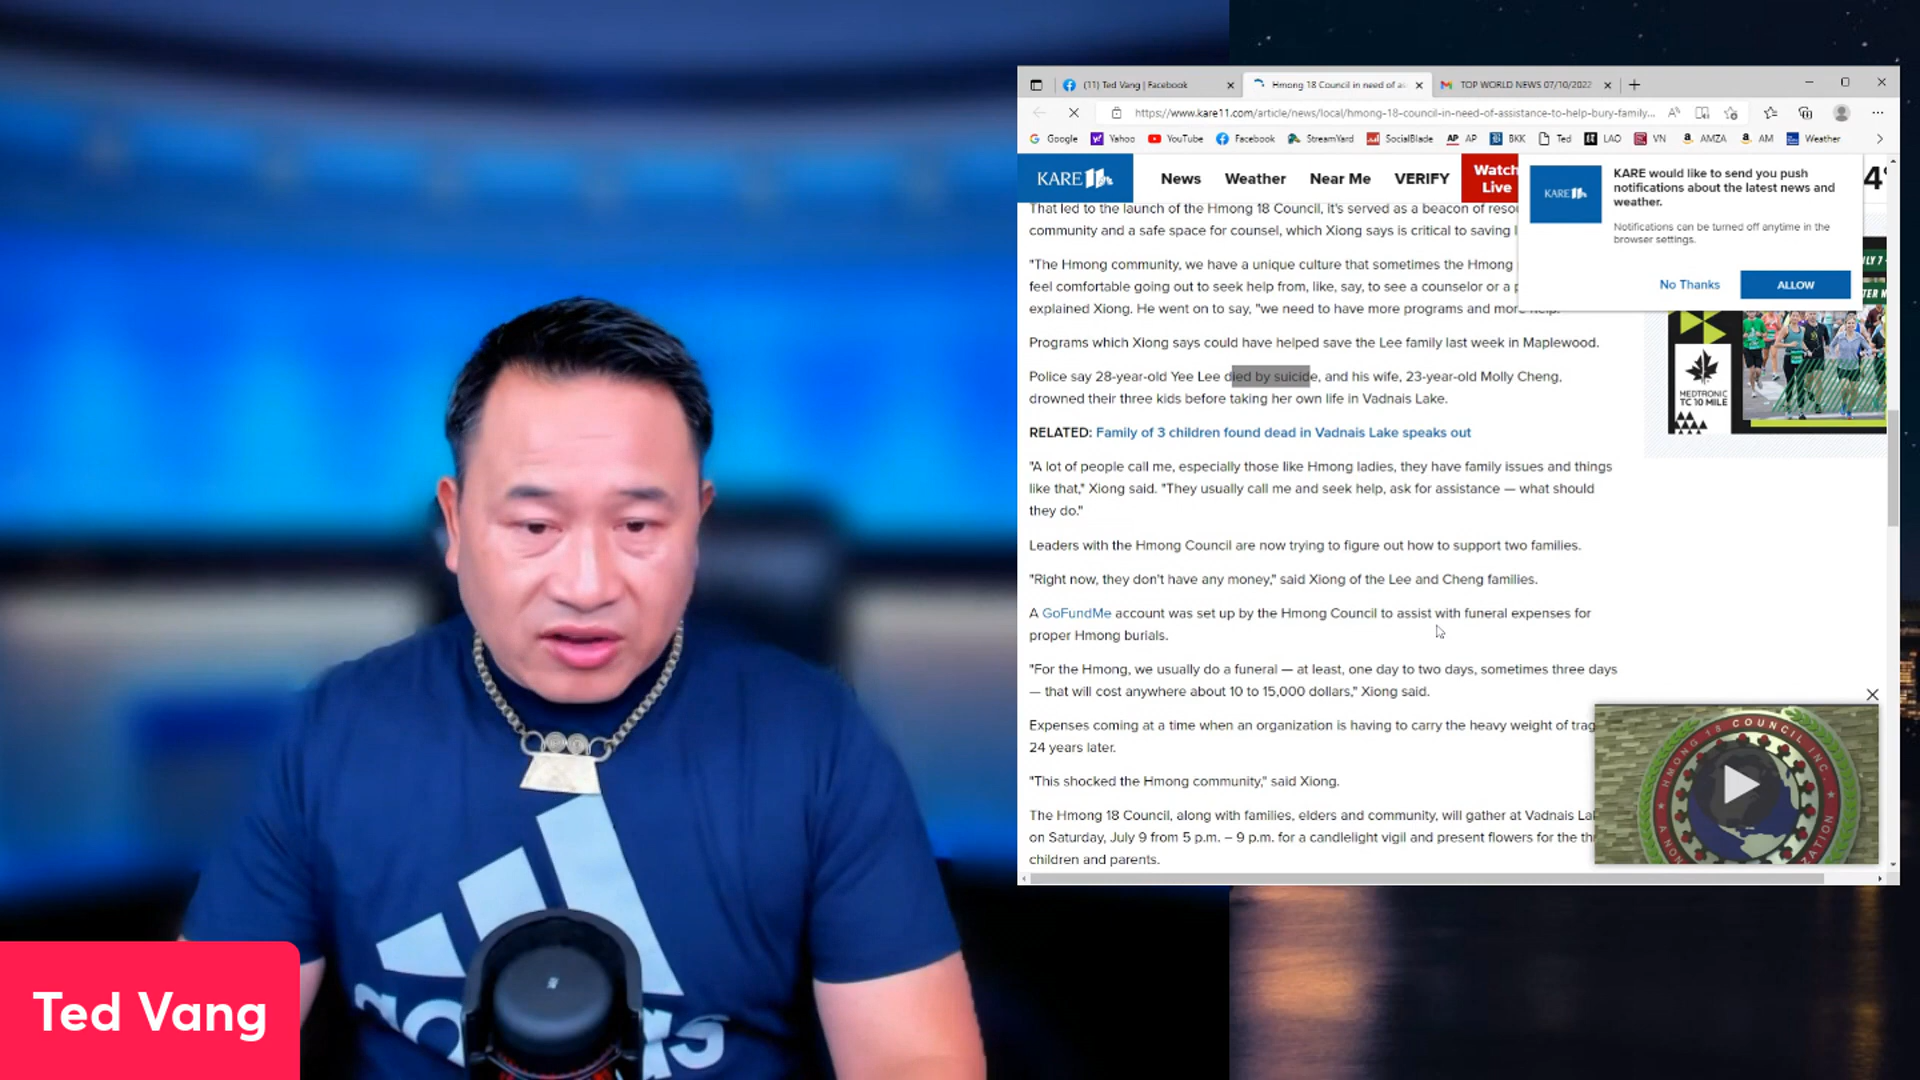 (11) Ted Vang | Facebook
Hmong 18 Council in need of as
TOP WORLD NEWS 07/10/2022
https://www.kare11.com/article/news/local/hmong-18-council-in-need-of-assistance-to-help-bury-family...
Google Yahoo YouTube Facebook StreamYard SocialBlade AP AP BKK Ted LAO VN AMZA AM Weather
KARE 11
News Weather Near Me VERIFY Watch Live
KARE 11
KARE would like to send you push
notifications about the latest news and
weather.
Notifications can be turned off anytime in the
browser settings.
No Thanks ALLOW
That led to the launch of the Hmong 18 Council, it's served as a beacon of
community and a safe space for counsel, which Xiong says is critical to saving
"The Hmong community, we have a unique culture that sometimes the Hmong
feel comfortable going out to seek help from, like, say, to see a counselor or a
explained Xiong. He went on to say, "we need to have more programs and more help."
Programs which Xiong says could have helped save the Lee family last week in Maplewood.
Police say 28-year-old Yee Lee died by suicide, and his wife, 23-year-old Molly Cheng,
drowned their three kids before taking her own life in Vadnais Lake.
RELATED: Family of 3 children found dead in Vadnais Lake speaks out
"A lot of people call me, especially those like Hmong ladies, they have family issues and things
like that," Xiong said. "They usually call me and seek help, ask for assistance — what should
they do."
Leaders with the Hmong Council are now trying to figure out how to support two families.
"Right now, they don't have any money," said Xiong of the Lee and Cheng families.
A GoFundMe account was set up by the Hmong Council to assist with funeral expenses for
proper Hmong burials.
"For the Hmong, we usually do a funeral — at least, one day to two days, sometimes three days
— that will cost anywhere about 10 to 15,000 dollars," Xiong said.
Expenses coming at a time when an organization is having to carry the heavy weight of trag
24 years later.
"This shocked the Hmong community," said Xiong.
The Hmong 18 Council, along with families, elders and community, will gather at Vadnais La
on Saturday, July 9 from 5 p.m. – 9 p.m. for a candlelight vigil and present flowers for the th
children and parents.
MEDTRONIC
TC 10 MILE
HMONG 18 COUNCIL INC.
adidas
Ted Vang